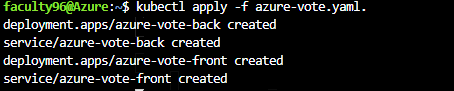 faculty96@Azure:~$ kubectl apply -f azure-vote.yaml.
deployment.apps/azure-vote-back created
service/azure-vote-back created
deployment.apps/azure-vote-front created
service/azure-vote-front created